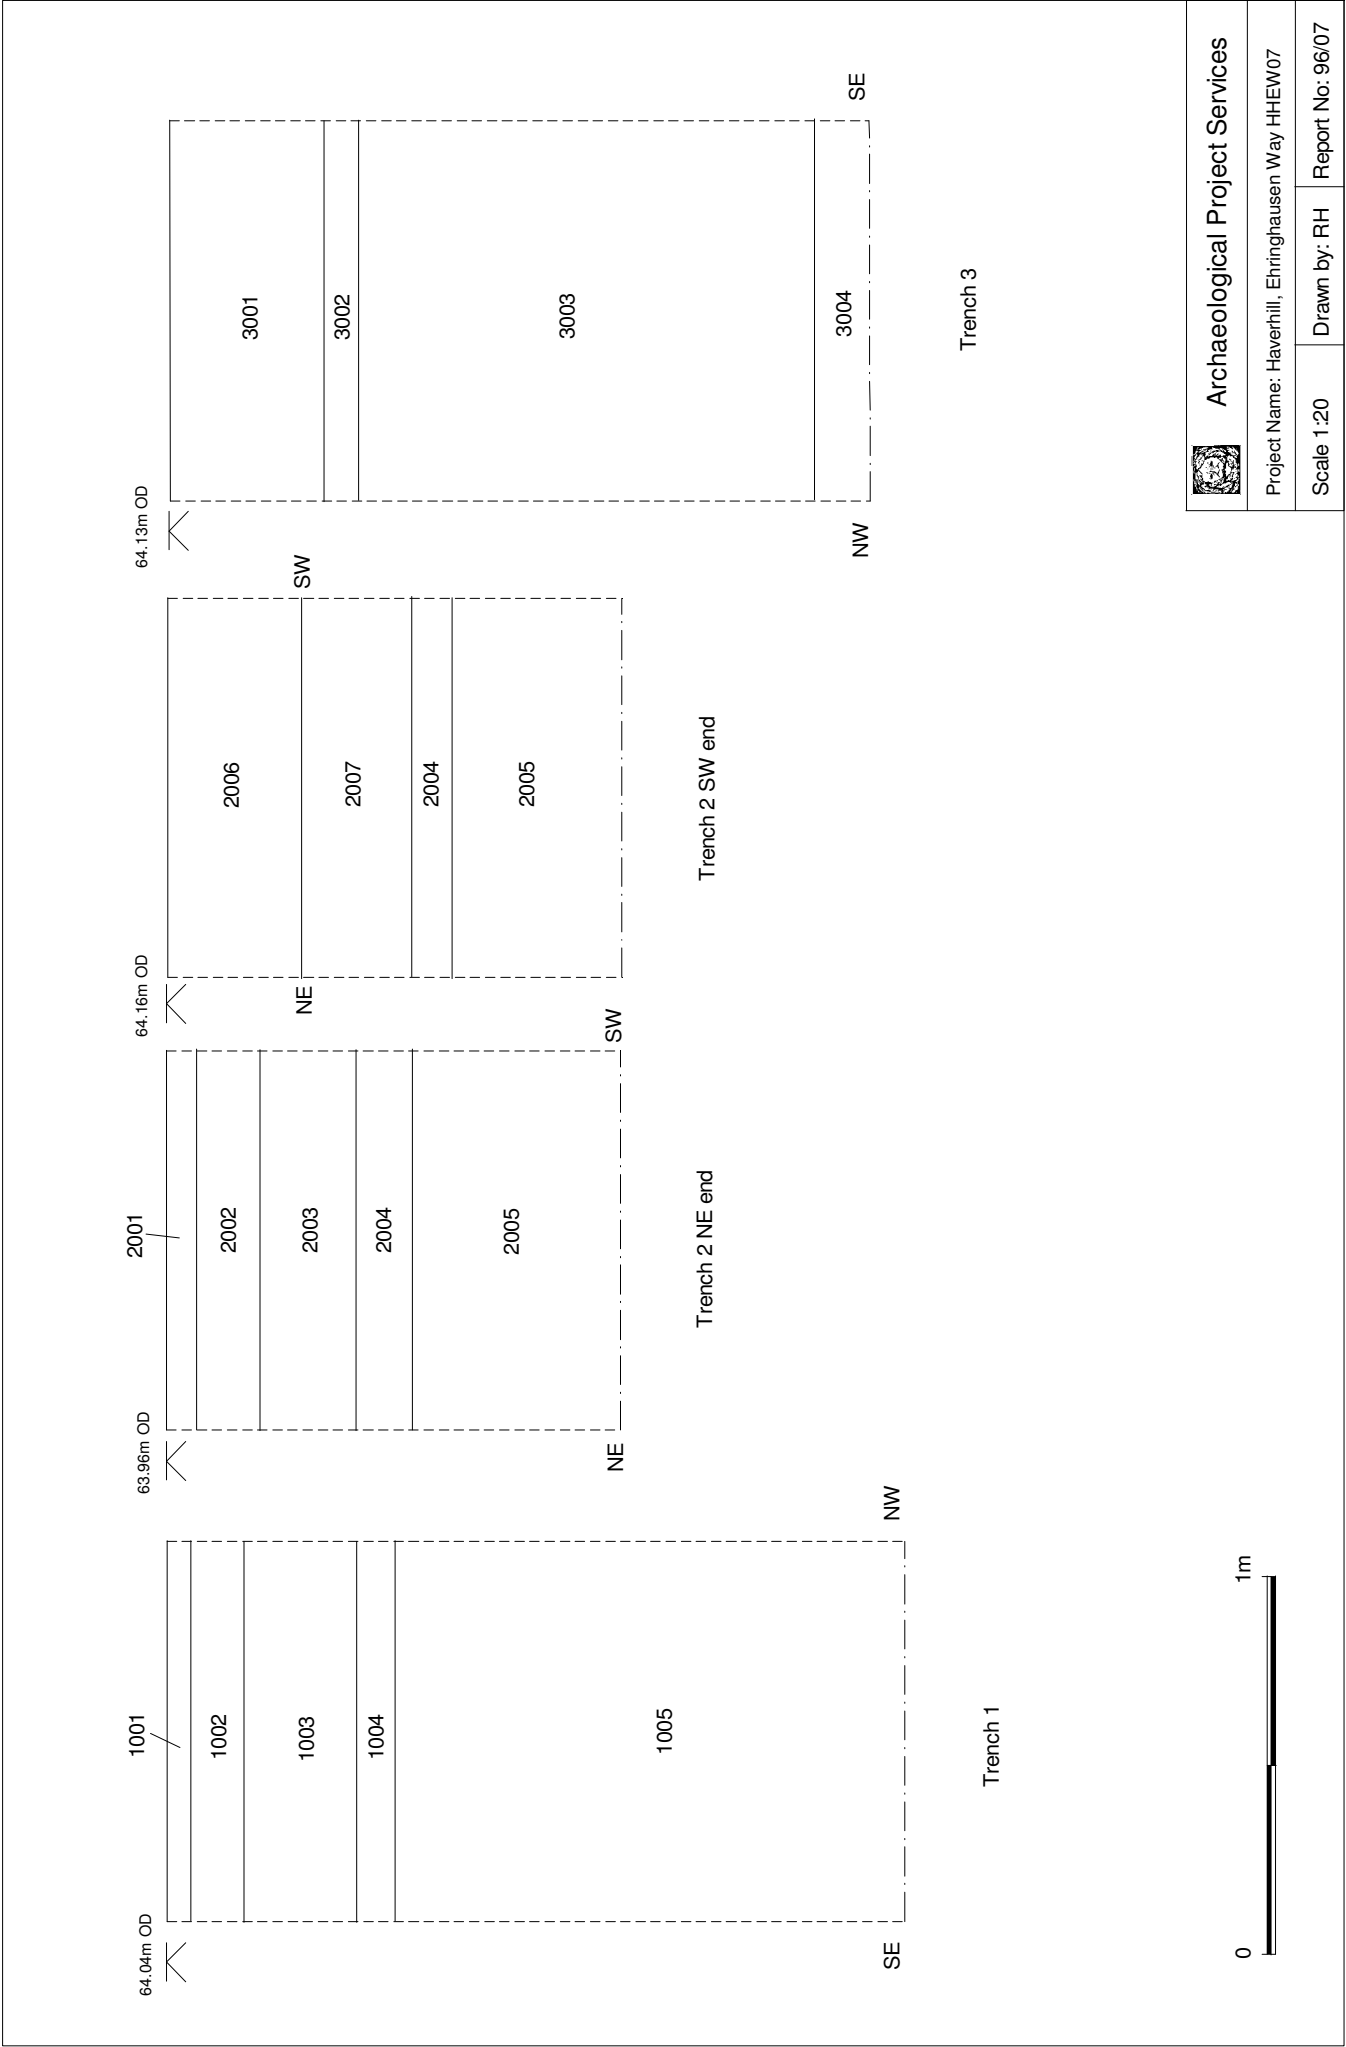 64.04m OD
1001
1002
1003
1004
1005
SE
NW
Trench 1
63.96m OD
2001
2002
2003
2004
2005
NE
SW
Trench 2 NE end
64.16m OD
2006
NE
SW
2007
2004
2005
Trench 2 SW end
64.13m OD
3001
3002
3003
3004
NW
SE
Trench 3
0
1m
Archaeological Project Services
Project Name: Haverhill, Ehringhausen Way HHEW07
Scale 1:20
Drawn by: RH
Report No: 96/07